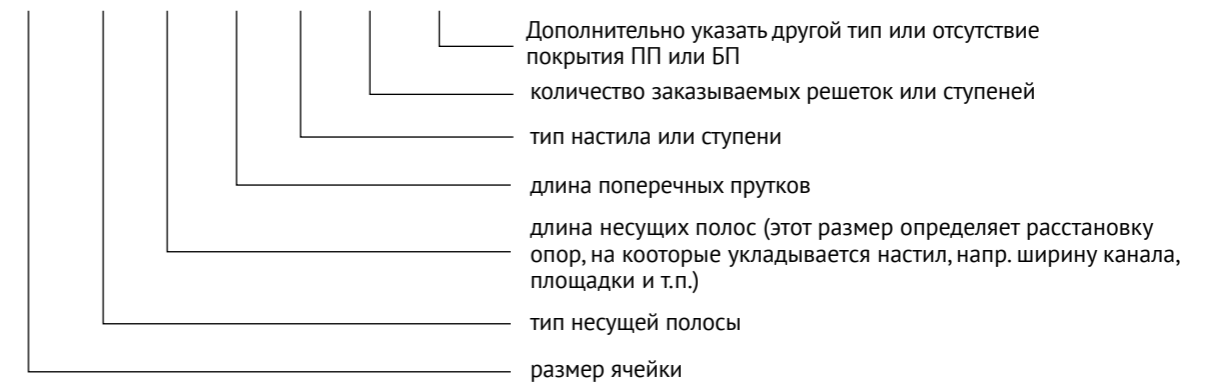 Дополнительно указать другой тип или отсутствие
покрытия ПП или БП
количество заказываемых решеток или ступеней
тип настила или ступени
длина поперечных прутков
длина несущих полос (этот размер определяет расстановку
опор, на кооторые укладывается настил, напр. ширину канала,
площадки и т.п.)
тип несущей полосы
размер ячейки